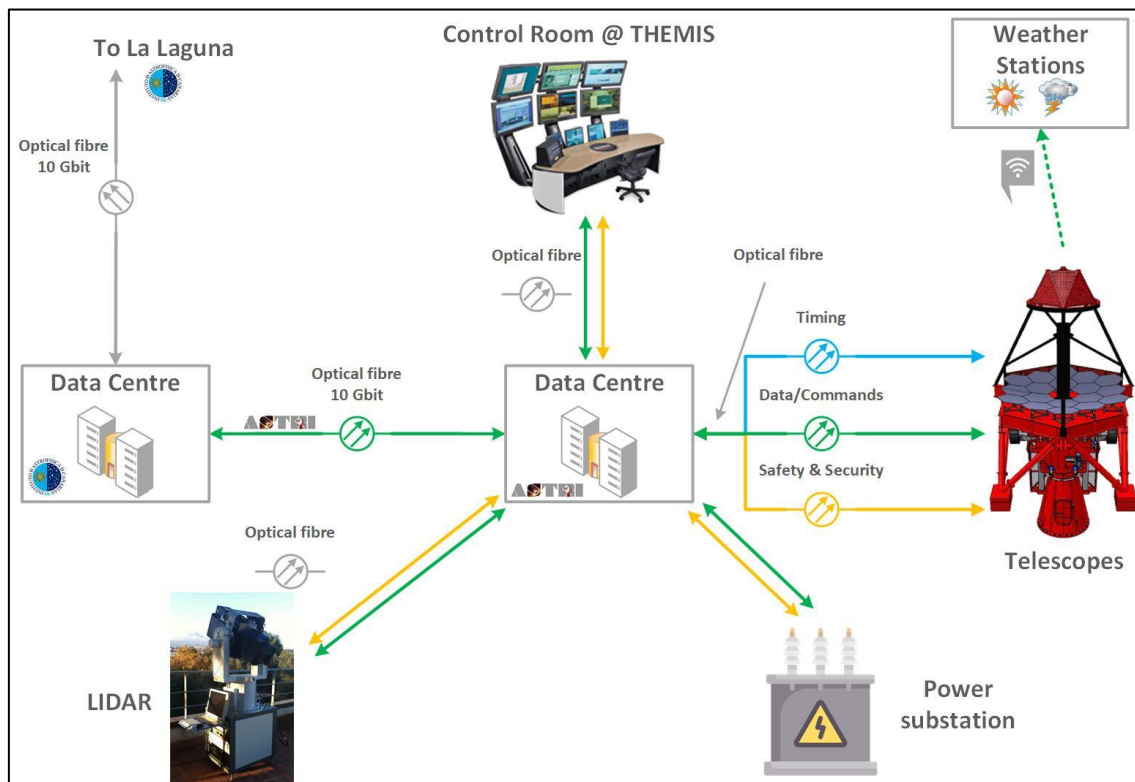 To La Laguna
Control Room @ THEMIS
Weather
Stations
Optical fibre
10 Gbit
Optical fibre
Optical fibre
Timing
Data Centre
Optical fibre
10 Gbit
Data Centre
Data/Commands
ASTRI
Safety & Security
ASTRI
Optical fibre
Telescopes
LIDAR
Power
substation